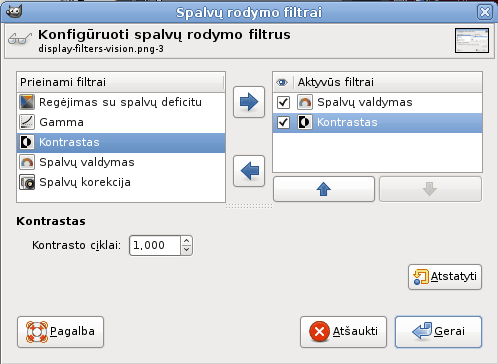 Spalvų rodymo filtrai
Konfigūruoti spalvų rodymo filtrus
display-filters-vision.png-3
Prieinami filtrai
Regėjimas su spalvų deficitu
Gamma
Kontrastas
Spalvų valdymas
Spalvų korekcija
Aktyvūs filtrai
Spalvų valdymas
Kontrastas
Kontrastas
Kontrasto ciklai: 1,000
Atstatyti
Pagalba
Atšaukti
Gerai